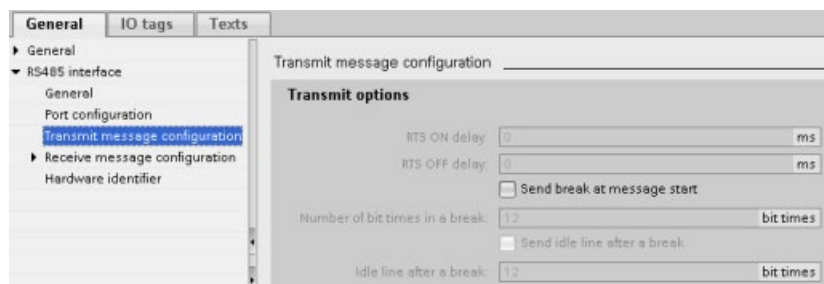 General IO tags Texts
General
RS485 interface
General
Port configuration
Transmit message configuration
Receive message configuration
Hardware identifier
Transmit message configuration
Transmit options
RTS ON delay: 0 ms
RTS OFF delay: 0 ms
Send break at message start
Number of bit times in a break: 12 bit times
Send idle line after a break
Idle line after a break: 12 bit times